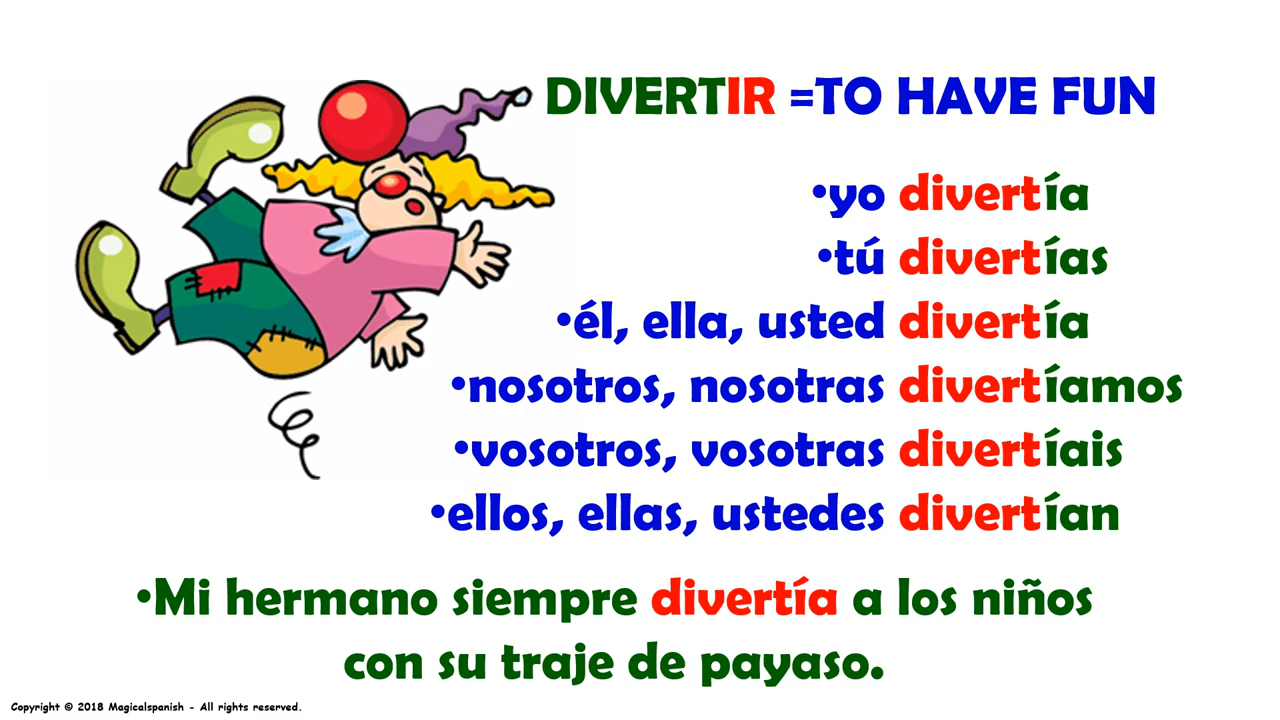 DIVERTIR =TO HAVE FUN
•yo divertía
•tú divertías
•él, ella, usted divertía
•nosotros, nosotras divertíamos
•vosotros, vosotras divertíais
•ellos, ellas, ustedes divertían
•Mi hermano siempre divertía a los niños
con su traje de payaso.
Copyright © 2018 Magicalspanish - All rights reserved.